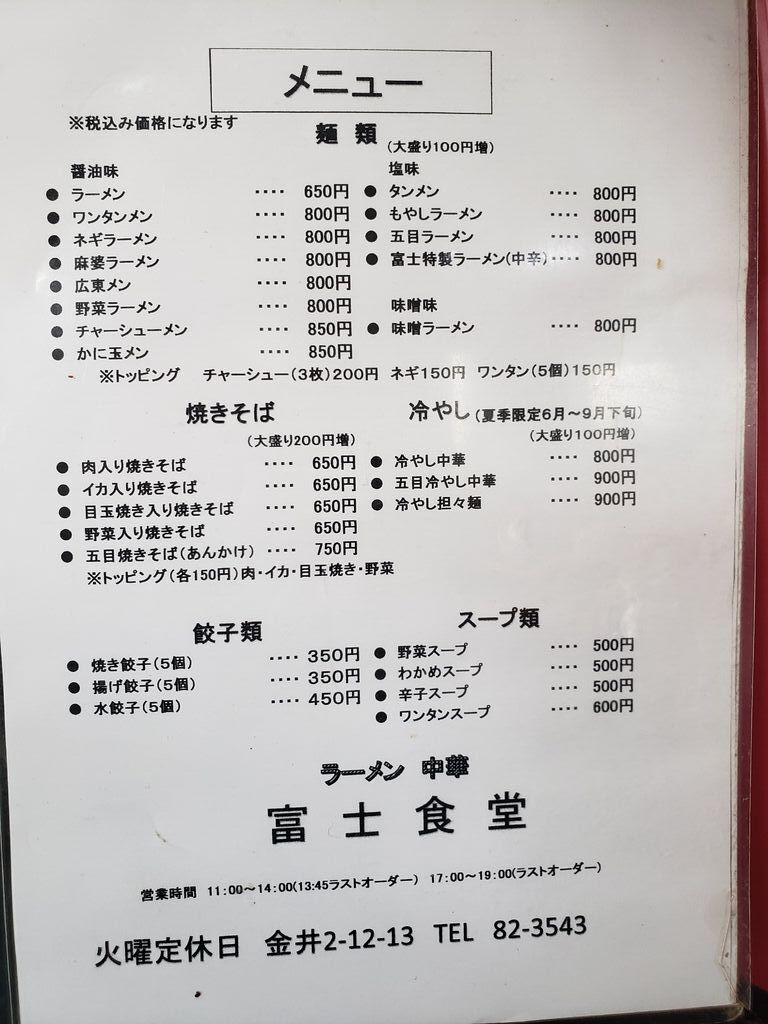 メニュー
※税込み価格になります
麺類
(大盛り100円増)
醤油味
● ラーメン ‥‥ 650円
● ワンタンメン ‥‥ 800円
● ネギラーメン ‥‥ 800円
● 麻婆ラーメン ‥‥ 800円
● 広東メン ‥‥ 800円
● 野菜ラーメン ‥‥ 800円
● チャーシューメン ‥‥ 850円
● かに玉メン ‥‥ 850円
塩味
● タンメン ‥‥ 800円
● もやしラーメン ‥‥ 800円
● 五目ラーメン ‥‥ 800円
● 富士特製ラーメン(中辛)‥‥ 800円
味噌味
● 味噌ラーメン ‥‥ 800円
※トッピング チャーシュー(3枚)200円 ネギ150円 ワンタン(5個)150円
焼きそば
(大盛り200円増)
● 肉入り焼きそば ‥‥ 650円
● イカ入り焼きそば ‥‥ 650円
● 目玉焼き入り焼きそば ‥‥ 650円
● 野菜入り焼きそば ‥‥ 650円
● 五目焼きそば(あんかけ) ‥‥ 750円
※トッピング(各150円)肉・イカ・目玉焼き・野菜
冷やし(夏季限定6月～9月下旬)
(大盛り100円増)
● 冷やし中華 ‥‥ 800円
● 五目冷やし中華 ‥‥ 900円
● 冷やし担々麺 ‥‥ 900円
餃子類
● 焼き餃子(5個) ‥‥ 350円
● 揚げ餃子(5個) ‥‥ 350円
● 水餃子(5個) ‥‥ 450円
スープ類
● 野菜スープ ‥‥ 500円
● わかめスープ ‥‥ 500円
● 辛子スープ ‥‥ 500円
● ワンタンスープ ‥‥ 600円
ラーメン 中華
富士食堂
営業時間 11:00～14:00(13:45ラストオーダー) 17:00～19:00(ラストオーダー)
火曜定休日 金井2-12-13 TEL 82-3543